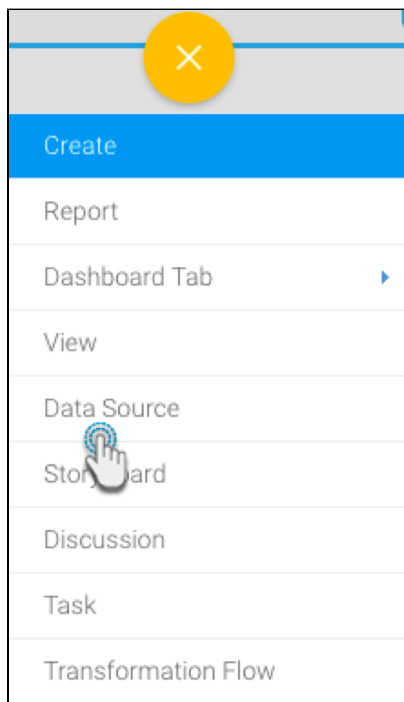 Create
Report
Dashboard Tab
View
Data Source
Discussion
Task
Transformation Flow